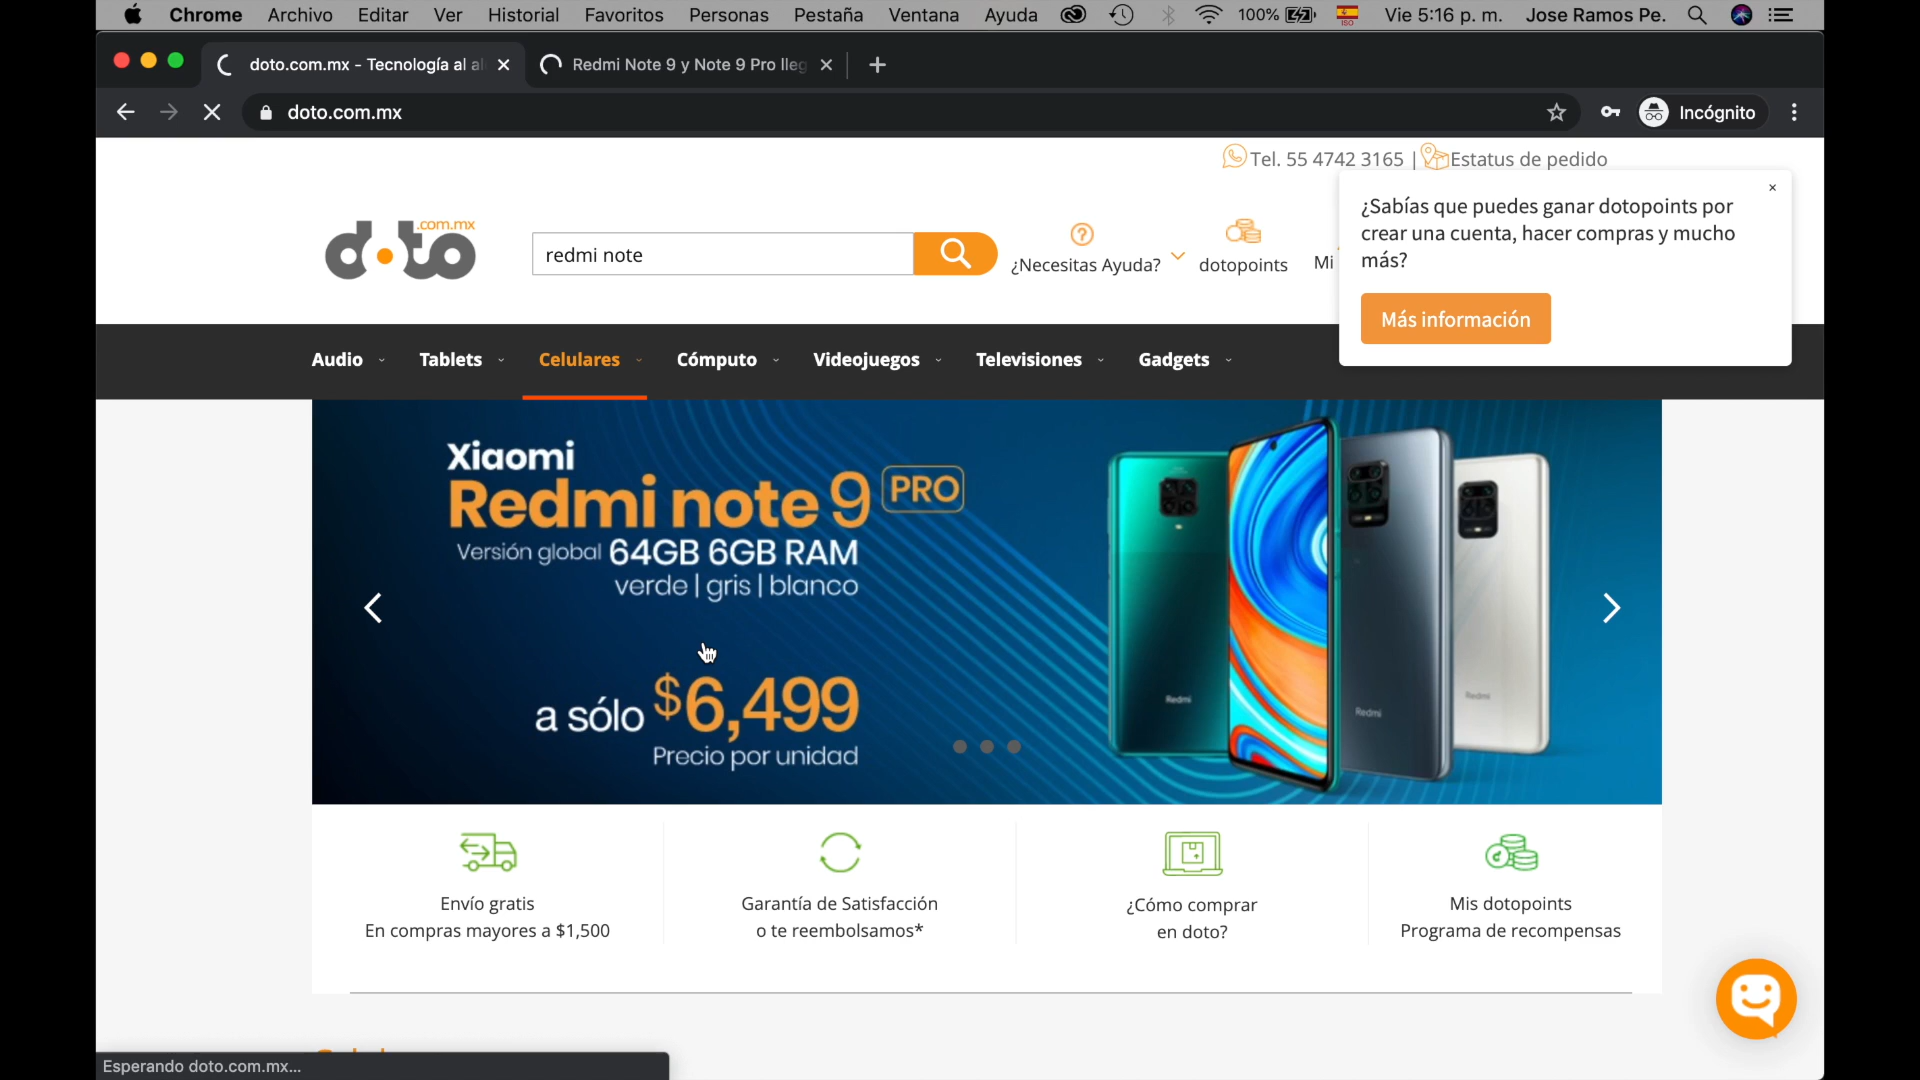 Chrome Archivo Editar Ver Historial Favoritos Personas Pestaña Ventana Ayuda 100% ISO Vie 5:16 p. m. Jose Ramos Pe.
doto.com.mx - Tecnología al al
Redmi Note 9 y Note 9 Pro lleg
doto.com.mx
Incógnito
Tel. 55 4742 3165 | Estatus de pedido
doto.com.mx
redmi note
¿Necesitas Ayuda?
dotopoints
Mi
¿Sabías que puedes ganar dotopoints por
crear una cuenta, hacer compras y mucho
más?
Más información
Audio Tablets Celulares Cómputo Videojuegos Televisiones Gadgets
Xiaomi
Redmi note 9 PRO
Versión global 64GB 6GB RAM
verde | gris | blanco
a sólo $6,499
Precio por unidad
Redmi
Redmi
Redmi
Envío gratis
En compras mayores a $1,500
Garantía de Satisfacción
o te reembolsamos*
¿Cómo comprar
en doto?
Mis dotopoints
Programa de recompensas
Esperando doto.com.mx...